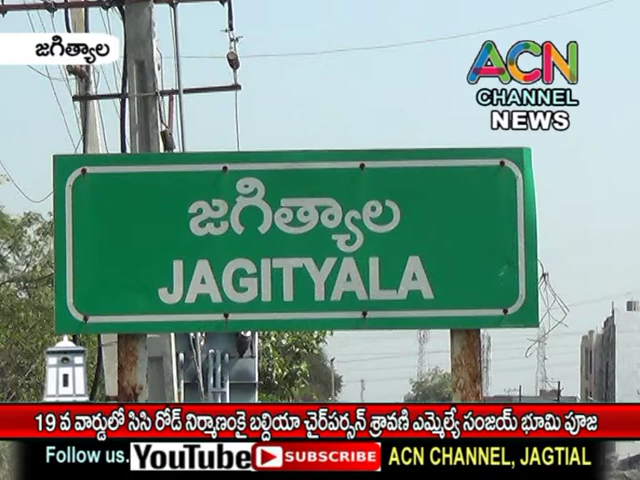 జగిత్యాల
ACN
CHANNEL
NEWS
జగిత్యాల
JAGITYALA
19 వ వార్డులో సిసి రోడ్ నిర్మాణంకై బల్దియా చైర్‌పర్సన్ శ్రావణి ఎమ్మెల్యే సంజయ్ భూమి పూజ
Follow us. YouTube SUBSCRIBE ACN CHANNEL, JAGTIAL